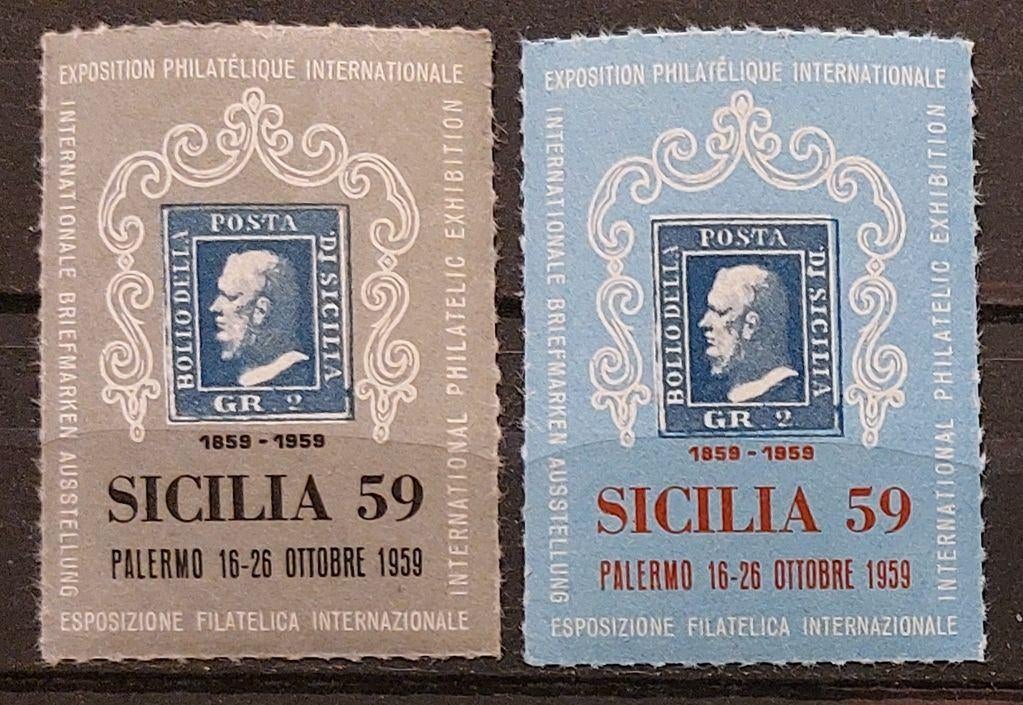 EXPOSITION PHILATÉLIQUE INTERNATIONALE
INTERNATIONALE BRIEFMARKEN AUSSTELLUNG
INTERNATIONAL PHILATELIC EXHIBITION
POSTA
BOLLO DELLA
DI SICILIA
GR. 2
1859-1959
SICILIA 59
PALERMO 16-26 OTTOBRE 1959
ESPOSIZIONE FILATELICA INTERNAZIONALE
EXPOSITION PHILATÉLIQUE INTERNATIONALE
INTERNATIONALE BRIEFMARKEN AUSSTELLUNG
INTERNATIONAL PHILATELIC EXHIBITION
POSTA
BOLLO DELLA
DI SICILIA
GR. 2
1859-1959
SICILIA 59
PALERMO 16-26 OTTOBRE 1959
ESPOSIZIONE FILATELICA INTERNAZIONALE